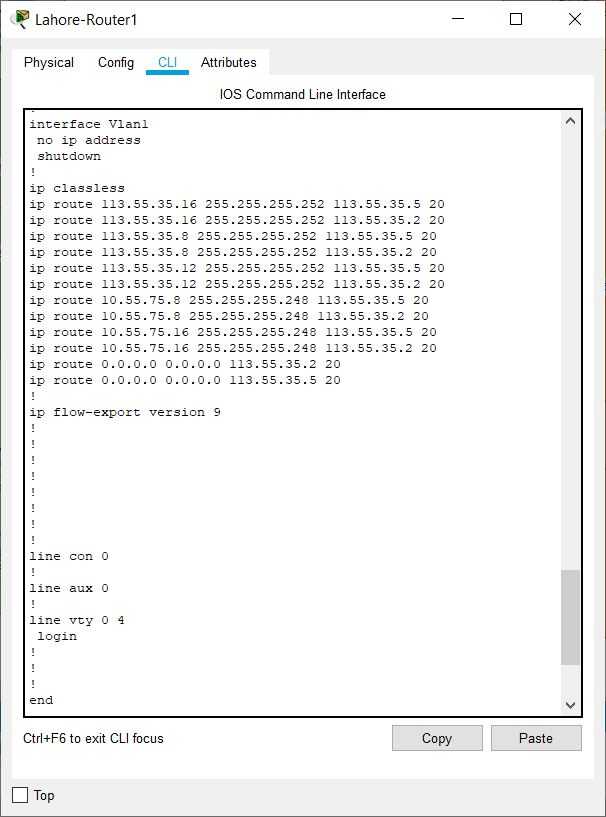 Lahore-Router1
Physical Config CLI Attributes
IOS Command Line Interface
!
interface Vlan1
 no ip address
 shutdown
!
ip classless
ip route 113.55.35.16 255.255.255.252 113.55.35.5 20
ip route 113.55.35.16 255.255.255.252 113.55.35.2 20
ip route 113.55.35.8 255.255.255.252 113.55.35.5 20
ip route 113.55.35.8 255.255.255.252 113.55.35.2 20
ip route 113.55.35.12 255.255.255.252 113.55.35.5 20
ip route 113.55.35.12 255.255.255.252 113.55.35.2 20
ip route 10.55.75.8 255.255.255.248 113.55.35.5 20
ip route 10.55.75.8 255.255.255.248 113.55.35.2 20
ip route 10.55.75.16 255.255.255.248 113.55.35.5 20
ip route 10.55.75.16 255.255.255.248 113.55.35.2 20
ip route 0.0.0.0 0.0.0.0 113.55.35.2 20
ip route 0.0.0.0 0.0.0.0 113.55.35.5 20
!
ip flow-export version 9
!
!
!
!
!
!
!
!
line con 0
!
line aux 0
!
line vty 0 4
 login
!
!
!
end
Ctrl+F6 to exit CLI focus
Copy Paste
Top